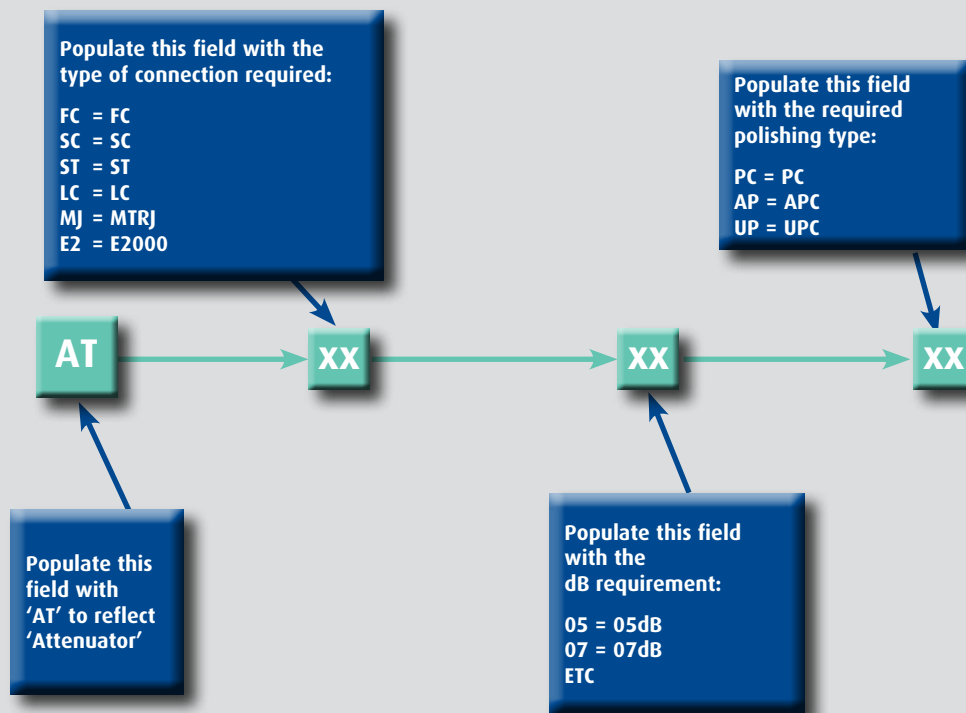 Populate this field with the
type of connection required:
FC = FC
SC = SC
ST = ST
LC = LC
MJ = MTRJ
E2 = E2000
Populate this field
with the required
polishing type:
PC = PC
AP = APC
UP = UPC
AT
XX
XX
XX
Populate this
field with
‘AT’ to reflect
‘Attenuator’
Populate this field
with the
dB requirement:
05 = 05dB
07 = 07dB
ETC